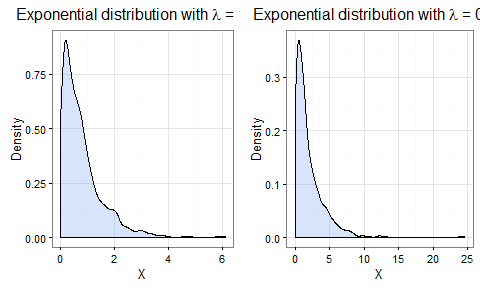 Exponential distribution with λ =
Exponential distribution with λ = 0
Density
0.75
0.50
0.25
0.00
0 2 4 6
X
Density
0.3
0.2
0.1
0.0
0 5 10 15 20 25
X